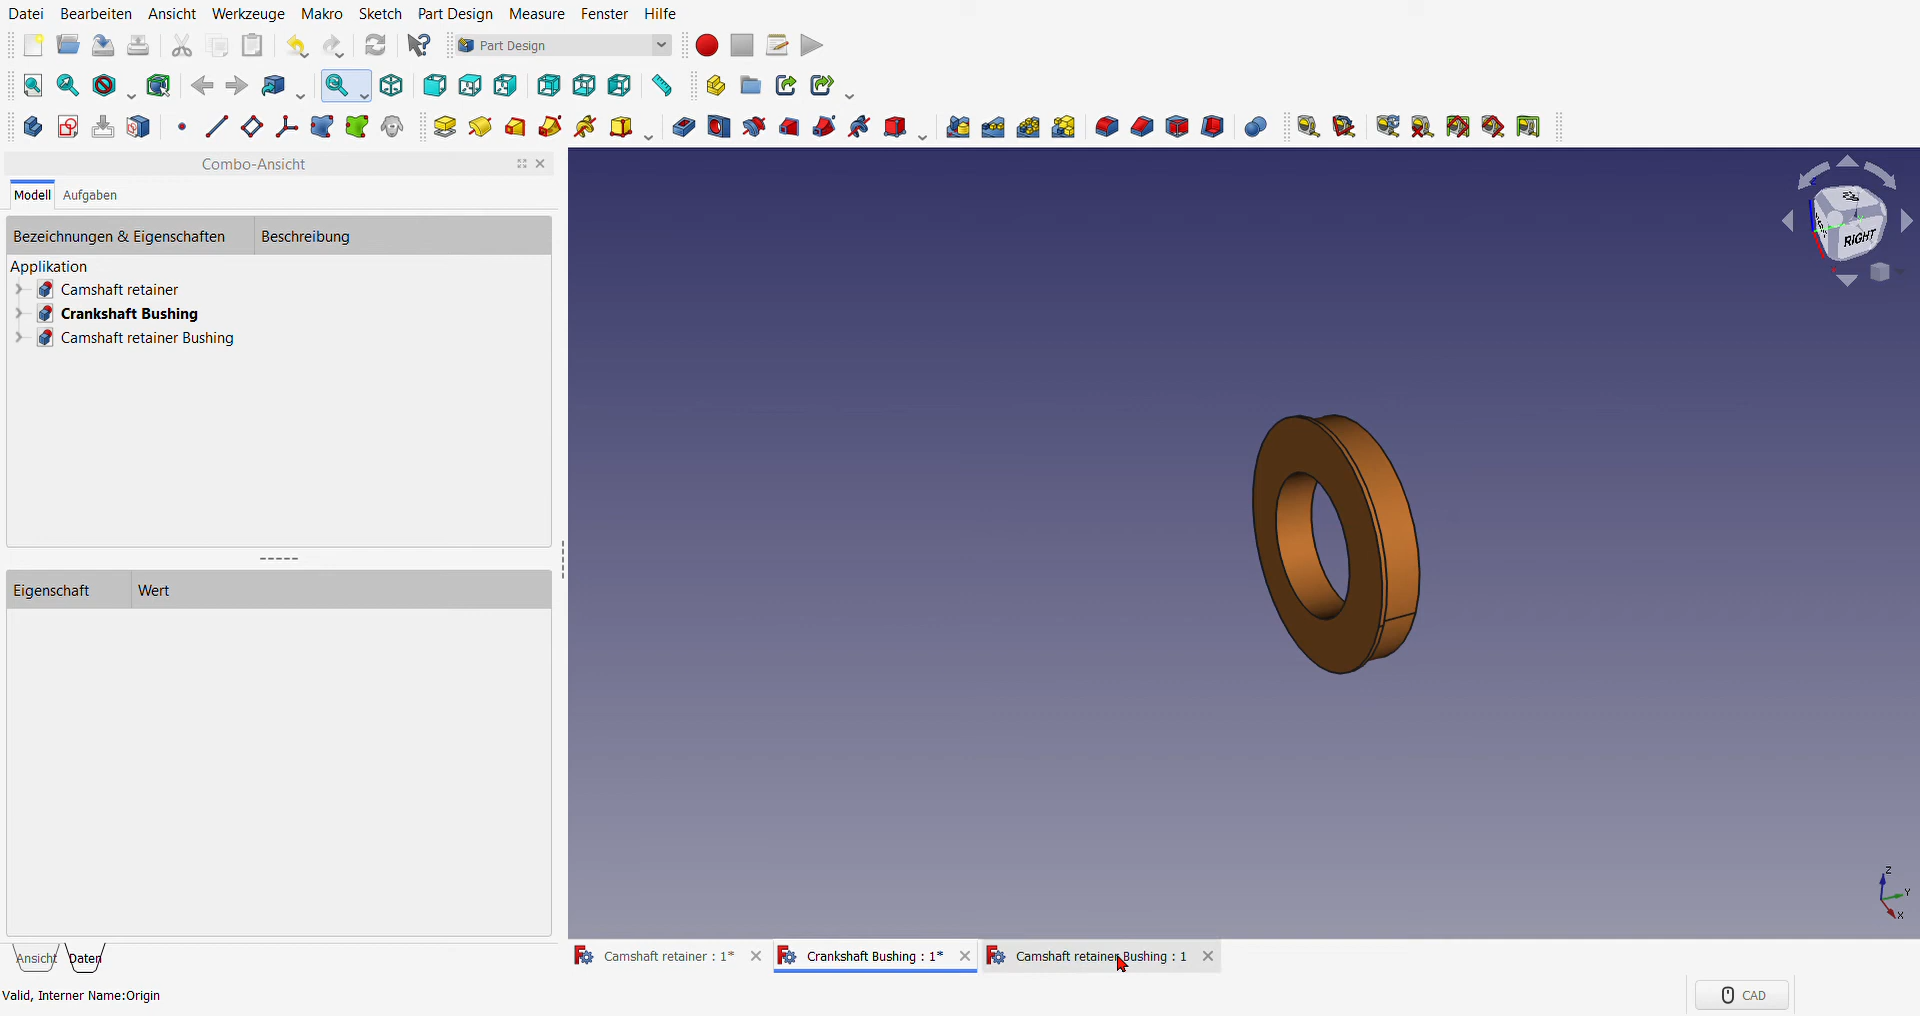 Datei Bearbeiten Ansicht Werkzeuge Makro Sketch Part Design Measure Fenster Hilfe
Part Design
Combo-Ansicht
Modell Aufgaben
Bezeichnungen & Eigenschaften Beschreibung
Applikation
Camshaft retainer
Crankshaft Bushing
Camshaft retainer Bushing
RIGHT
Eigenschaft Wert
Z
Y
X
Ansicht Daten
Camshaft retainer : 1* Crankshaft Bushing : 1* Camshaft retainer Bushing : 1
Valid, Interner Name:Origin
CAD